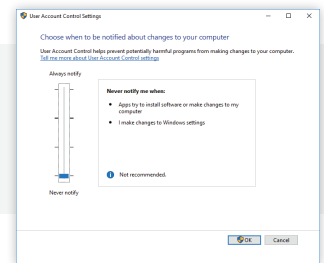 User Account Control Settings
Choose when to be notified about changes to your computer
User Account Control helps prevent potentially harmful programs from making changes to your computer.
Tell me more about User Account Control settings
Always notify
Never notify me when:
• Apps try to install software or make changes to my
computer
• I make changes to Windows settings
Not recommended.
Never notify
OK Cancel